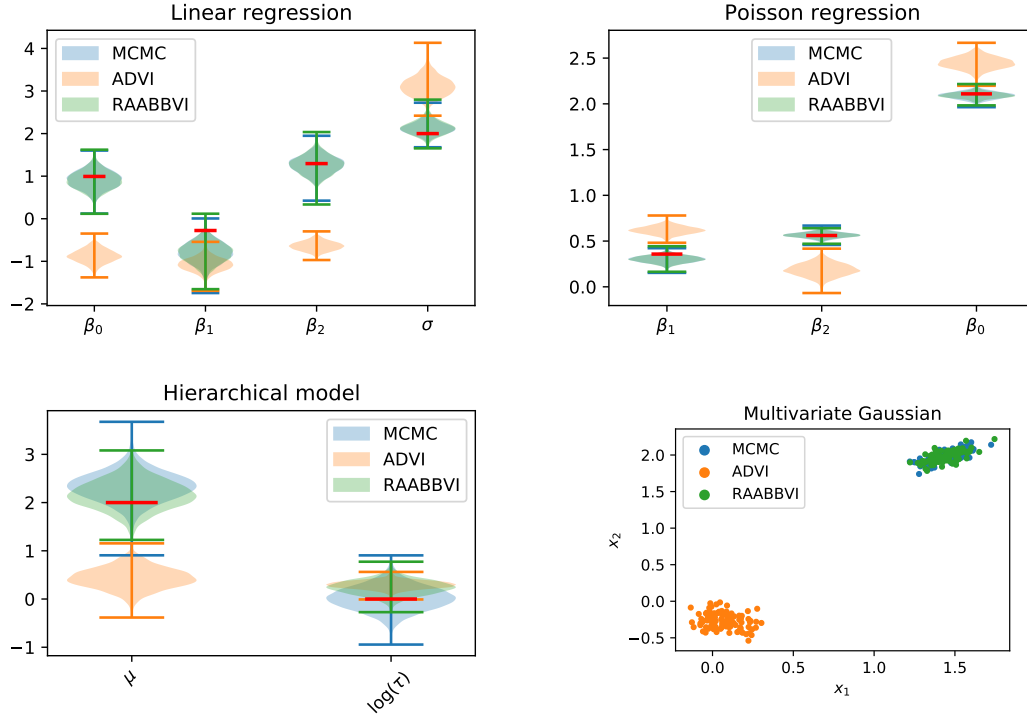 Linear regression
4
3
2
1
0
−1
−2
MCMC
ADVI
RAABBVI
β0
β1
β2
σ
Poisson regression
2.5
2.0
1.5
1.0
0.5
0.0
MCMC
ADVI
RAABBVI
β1
β2
β0
Hierarchical model
3
2
1
0
−1
MCMC
ADVI
RAABBVI
μ
log(τ)
Multivariate Gaussian
2.0
1.5
1.0
0.5
0.0
−0.5
x2
MCMC
ADVI
RAABBVI
0.0
0.5
1.0
1.5
x1